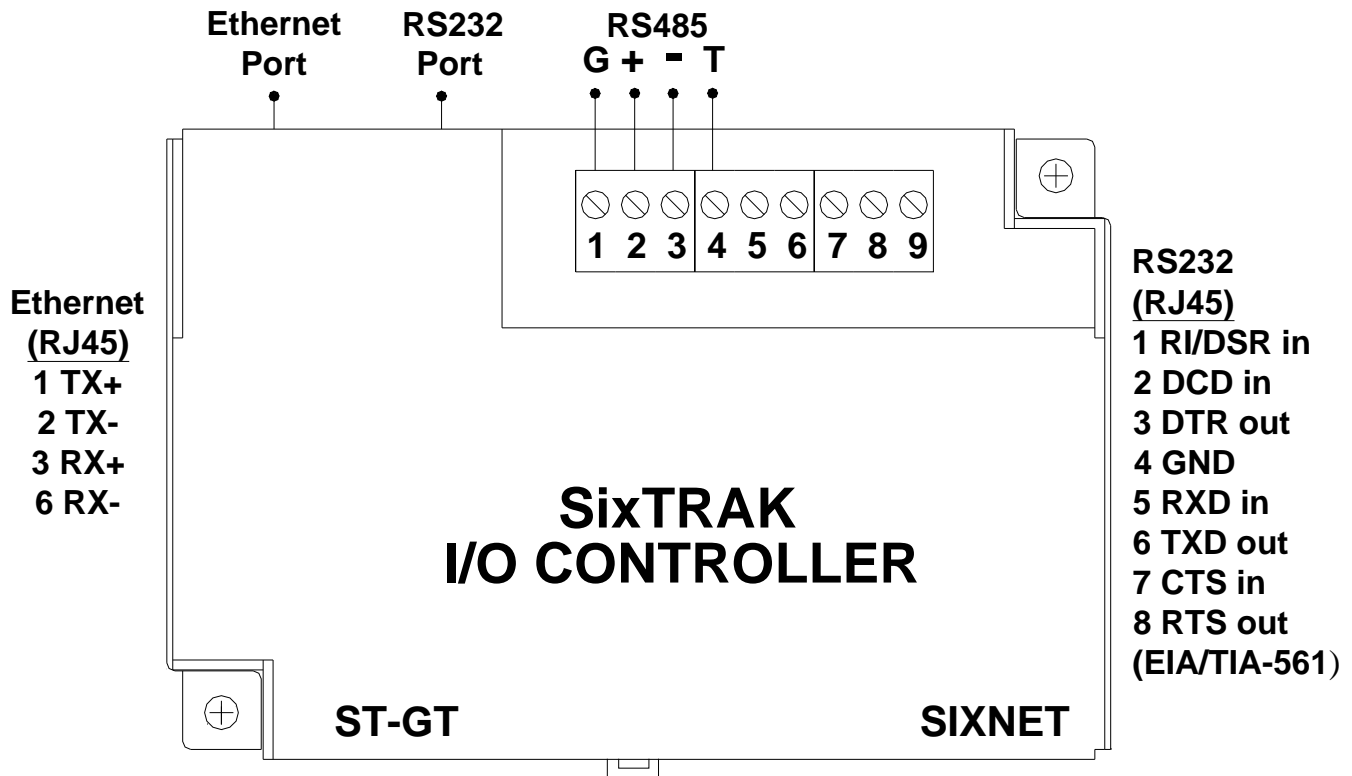 Ethernet
Port
RS232
Port
RS485
G + - T
1 2 3 4 5 6 7 8 9
Ethernet
(RJ45)
1 TX+
2 TX-
3 RX+
6 RX-
SixTRAK
I/O CONTROLLER
ST-GT
SIXNET
RS232
(RJ45)
1 RI/DSR in
2 DCD in
3 DTR out
4 GND
5 RXD in
6 TXD out
7 CTS in
8 RTS out
(EIA/TIA-561)